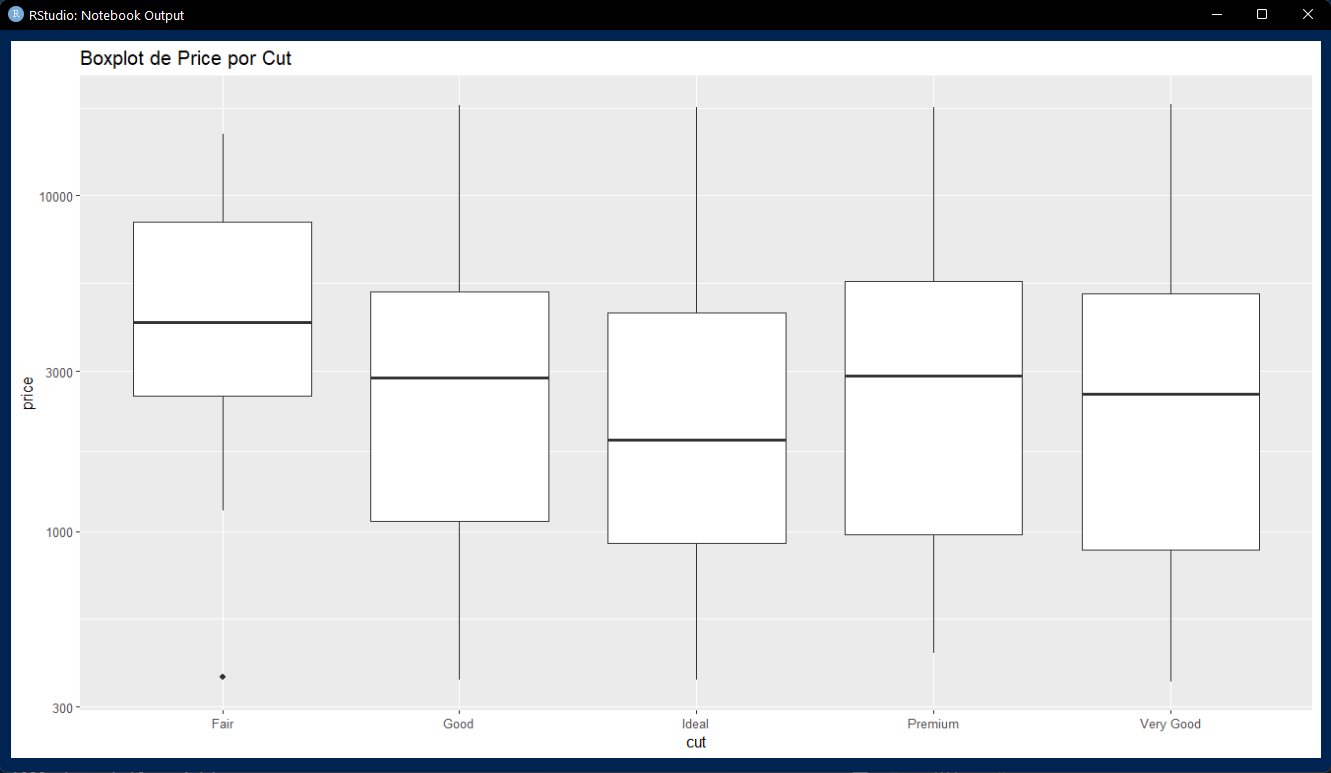 R RStudio: Notebook Output
Boxplot de Price por Cut
10000
3000
1000
300
price
Fair Good Ideal Premium Very Good
cut